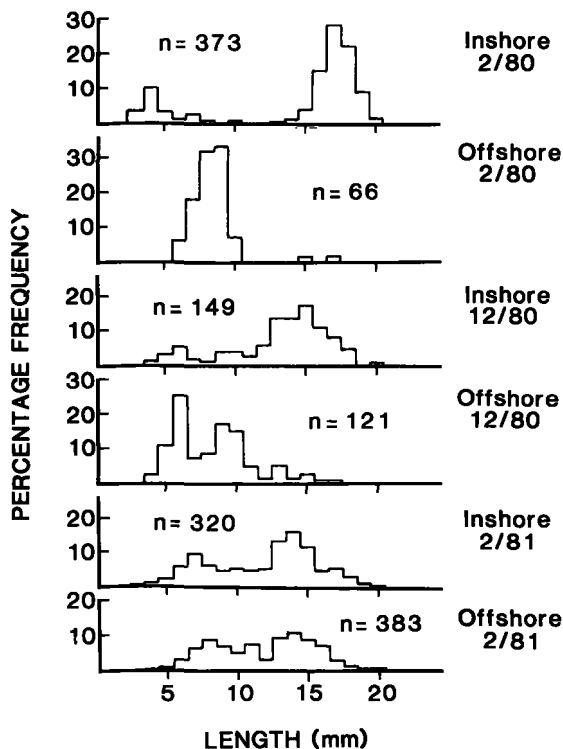 PERCENTAGE FREQUENCY
30
20
10
n= 373
Inshore
2/80
30
20
10
n= 66
Offshore
2/80
20
10
n= 149
Inshore
12/80
30
20
10
n= 121
Offshore
12/80
20
10
n= 320
Inshore
2/81
20
10
n= 383
Offshore
2/81
5 10 15 20
LENGTH (mm)